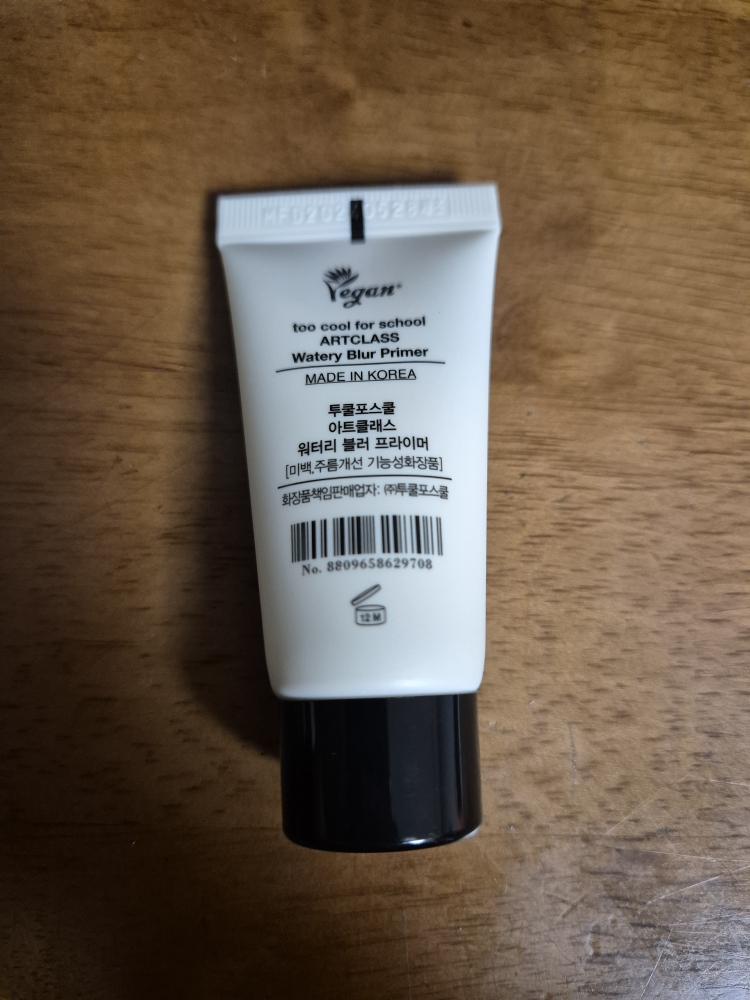 Vegan
too cool for school
ARTCLASS
Watery Blur Primer
MADE IN KOREA
투쿨포스쿨
아트클래스
워터리 블러 프라이머
[미백,주름개선 기능성화장품]
화장품책임판매업자: ㈜투쿨포스쿨
No. 8809658629708
12 M